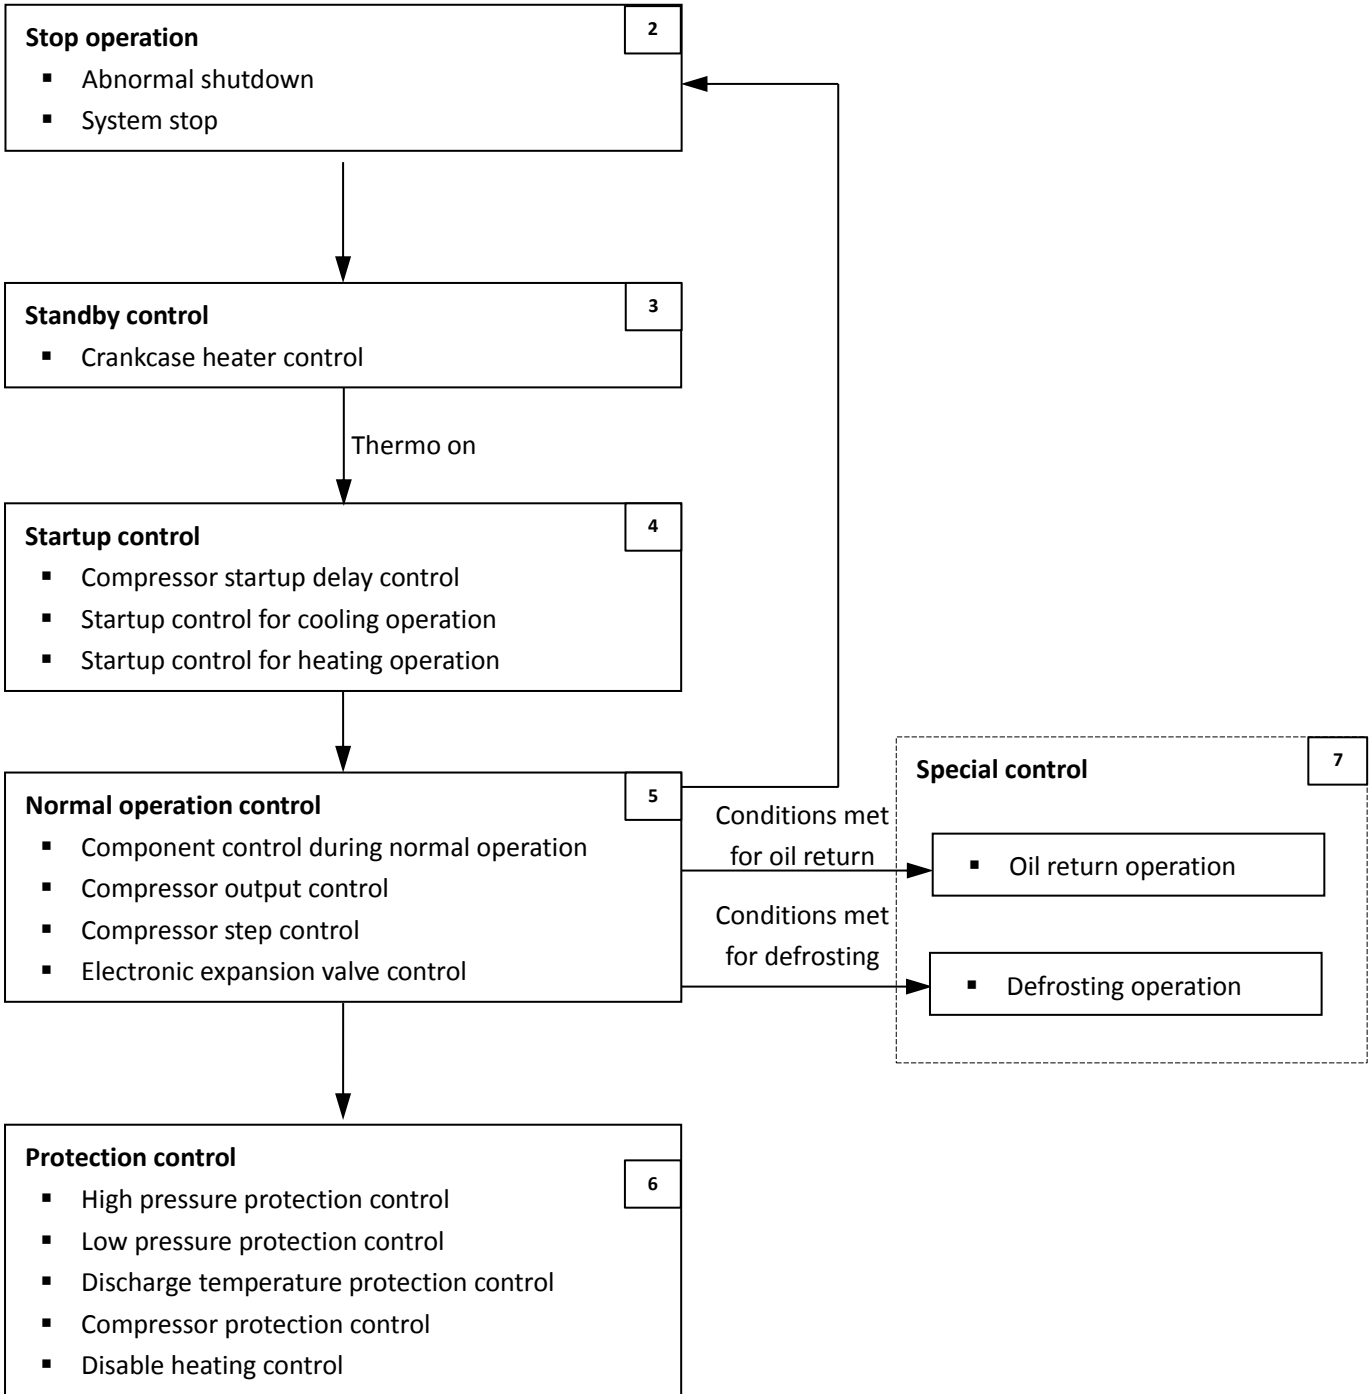 Stop operation
2
▪ Abnormal shutdown
▪ System stop
Standby control
3
▪ Crankcase heater control
Thermo on
Startup control
4
▪ Compressor startup delay control
▪ Startup control for cooling operation
▪ Startup control for heating operation
Normal operation control
5
▪ Component control during normal operation
▪ Compressor output control
▪ Compressor step control
▪ Electronic expansion valve control
Conditions met
for oil return
Conditions met
for defrosting
Special control
7
▪ Oil return operation
▪ Defrosting operation
Protection control
6
▪ High pressure protection control
▪ Low pressure protection control
▪ Discharge temperature protection control
▪ Compressor protection control
▪ Disable heating control